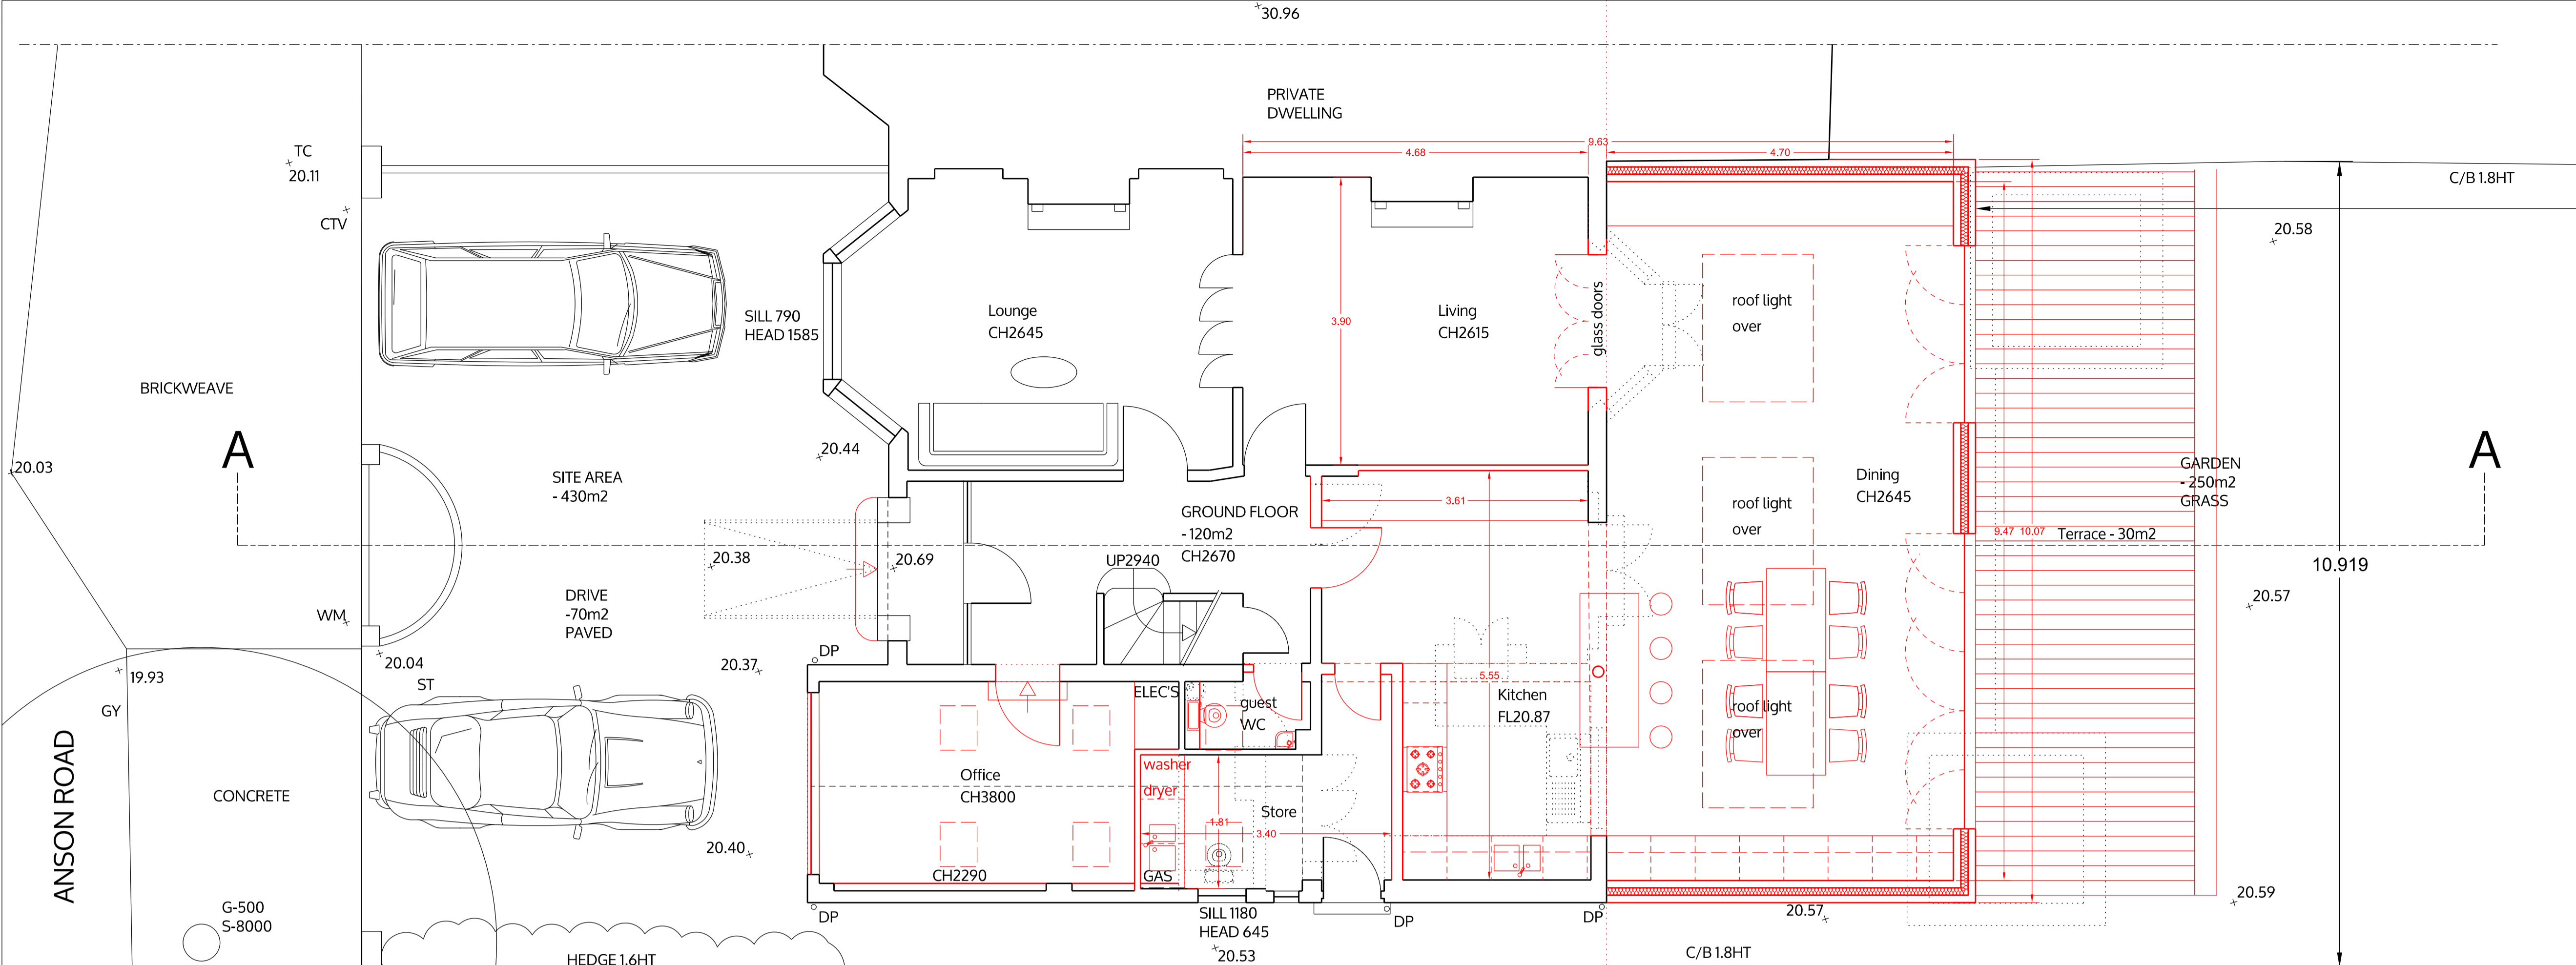 30.96
PRIVATE
DWELLING
9.63
4.68
4.70
TC
20.11
CTV
C/B 1.8HT
20.58
SILL 790
HEAD 1585
Lounge
CH2645
3.90
Living
CH2615
glass doors
roof light
over
BRICKWEAVE
A
20.03
20.44
SITE AREA
- 430m2
GROUND FLOOR
- 120m2
CH2670
3.61
roof light
over
Dining
CH2645
GARDEN
- 250m2
GRASS
A
9.47
10.07
Terrace - 30m2
10.919
20.38
20.69
UP2940
DRIVE
-70m2
PAVED
WM
20.04
ST
20.37
DP
19.93
GY
20.57
ELEC'S
guest
WC
5.55
Kitchen
FL20.87
roof light
over
ANSON ROAD
CONCRETE
Office
CH3800
washer
dryer
Store
1.81
3.40
20.40
CH2290
GAS
G-500
S-8000
DP
SILL 1180
HEAD 645
DP
DP
20.57
20.59
20.53
HEDGE 1.6HT
C/B 1.8HT